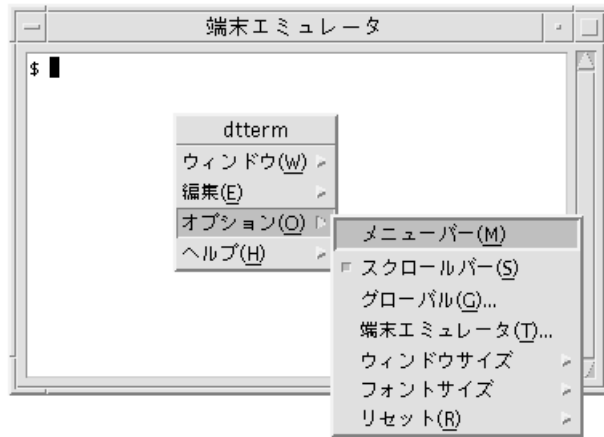 端末エミュレータ
$
dtterm
ウィンドウ(W)
編集(E)
オプション(O)
ヘルプ(H)
メニューバー(M)
スクロールバー(S)
グローバル(G)...
端末エミュレータ(T)...
ウィンドウサイズ
フォントサイズ
リセット(R)